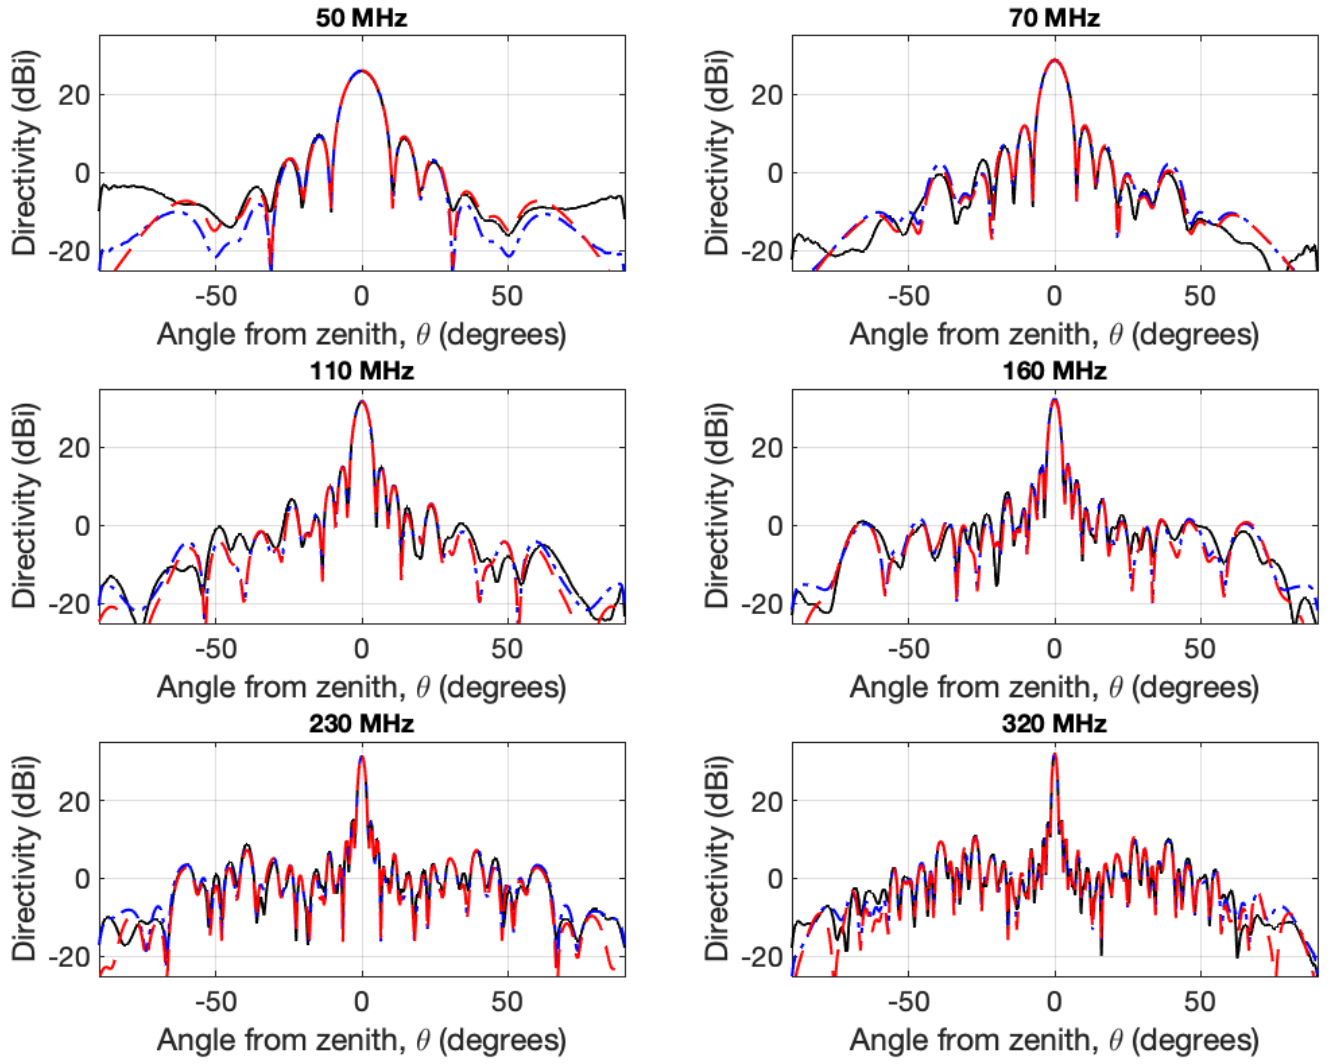 50 MHz
Directivity (dBi)
20
0
-20
-50 0 50
Angle from zenith, θ (degrees)
70 MHz
Directivity (dBi)
20
0
-20
-50 0 50
Angle from zenith, θ (degrees)
110 MHz
Directivity (dBi)
20
0
-20
-50 0 50
Angle from zenith, θ (degrees)
160 MHz
Directivity (dBi)
20
0
-20
-50 0 50
Angle from zenith, θ (degrees)
230 MHz
Directivity (dBi)
20
0
-20
-50 0 50
Angle from zenith, θ (degrees)
320 MHz
Directivity (dBi)
20
0
-20
-50 0 50
Angle from zenith, θ (degrees)